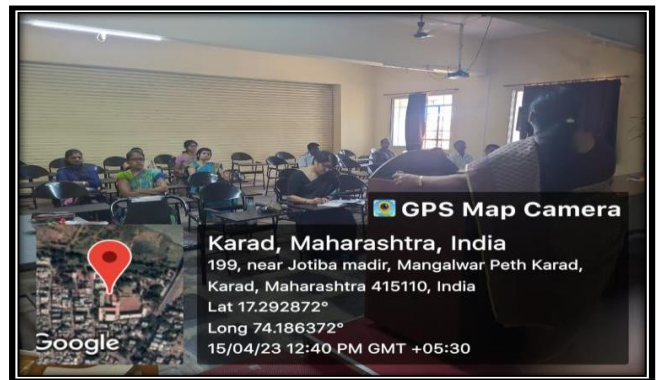 GPS Map Camera
Karad, Maharashtra, India
199, near Jotiba madir, Mangalwar Peth Karad,
Karad, Maharashtra 415110, India
Lat 17.292872°
Long 74.186372°
15/04/23 12:40 PM GMT +05:30
Google